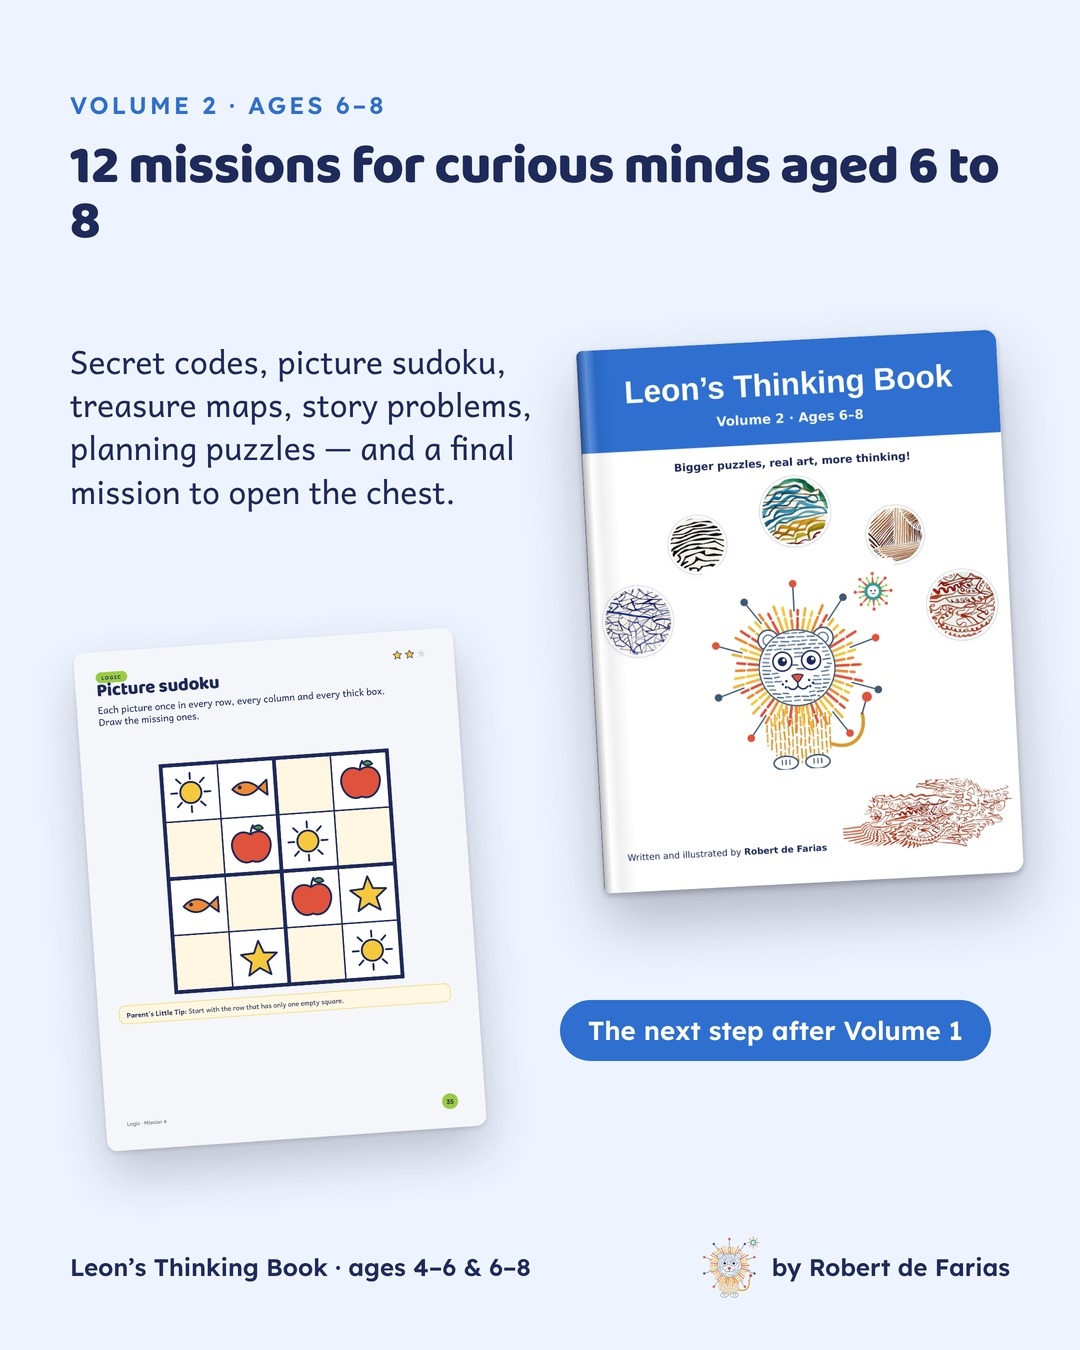 VOLUME 2 · AGES 6–8
12 missions for curious minds aged 6 to
8
Secret codes, picture sudoku,
treasure maps, story problems,
planning puzzles — and a final
mission to open the chest.
Leon’s Thinking Book
Volume 2 · Ages 6–8
Bigger puzzles, real art, more thinking!
Written and illustrated by Robert de Farias
LOGIC
Picture sudoku
Each picture once in every row, every column and every thick box.
Draw the missing ones.
Parent's Little Tip: Start with the row that has only one empty square.
35
Logic · Mission 4
The next step after Volume 1
Leon’s Thinking Book · ages 4–6 & 6–8
by Robert de Farias